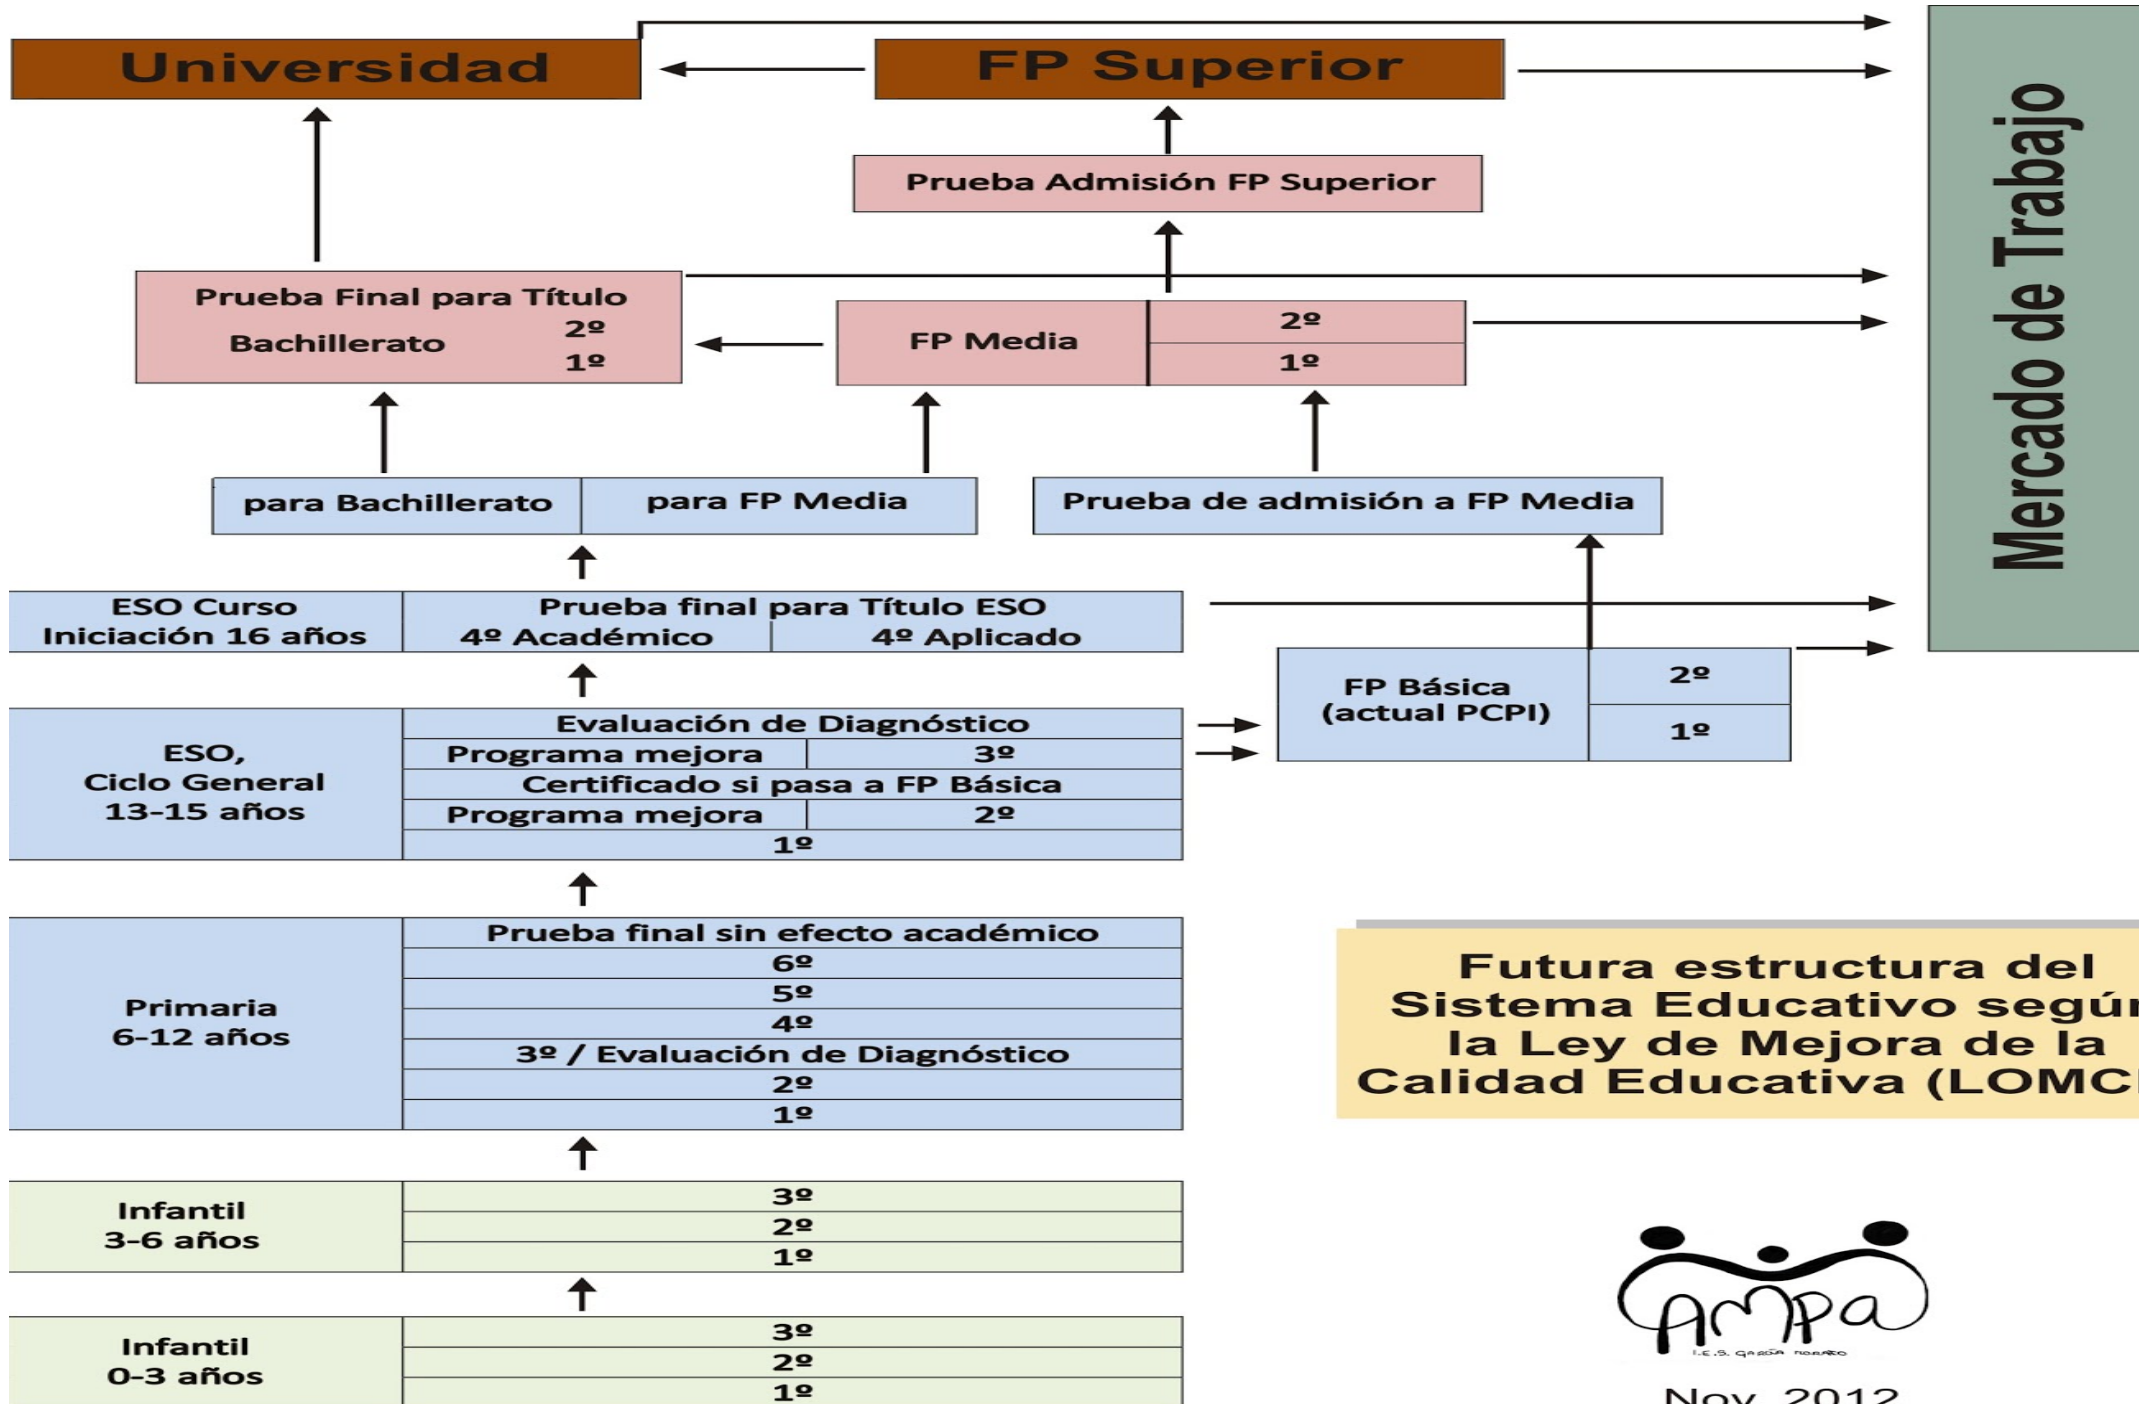 Universidad
FP Superior
Mercado de Trabajo
Prueba Admisión FP Superior
Prueba Final para Título
Bachillerato
2º
1º
FP Media
2º
1º
para Bachillerato
para FP Media
Prueba de admisión a FP Media
ESO Curso
Iniciación 16 años
Prueba final para Título ESO
4º Académico
4º Aplicado
FP Básica
(actual PCPI)
2º
1º
ESO,
Ciclo General
13-15 años
Evaluación de Diagnóstico
Programa mejora
3º
Certificado si pasa a FP Básica
Programa mejora
2º
1º
Primaria
6-12 años
Prueba final sin efecto académico
6º
5º
4º
3º / Evaluación de Diagnóstico
2º
1º
Futura estructura del
Sistema Educativo según
la Ley de Mejora de la
Calidad Educativa (LOMCE
Infantil
3-6 años
3º
2º
1º
Infantil
0-3 años
3º
2º
1º
AMPA
I.E.S. GARCÍA MORATO
Nov. 2012